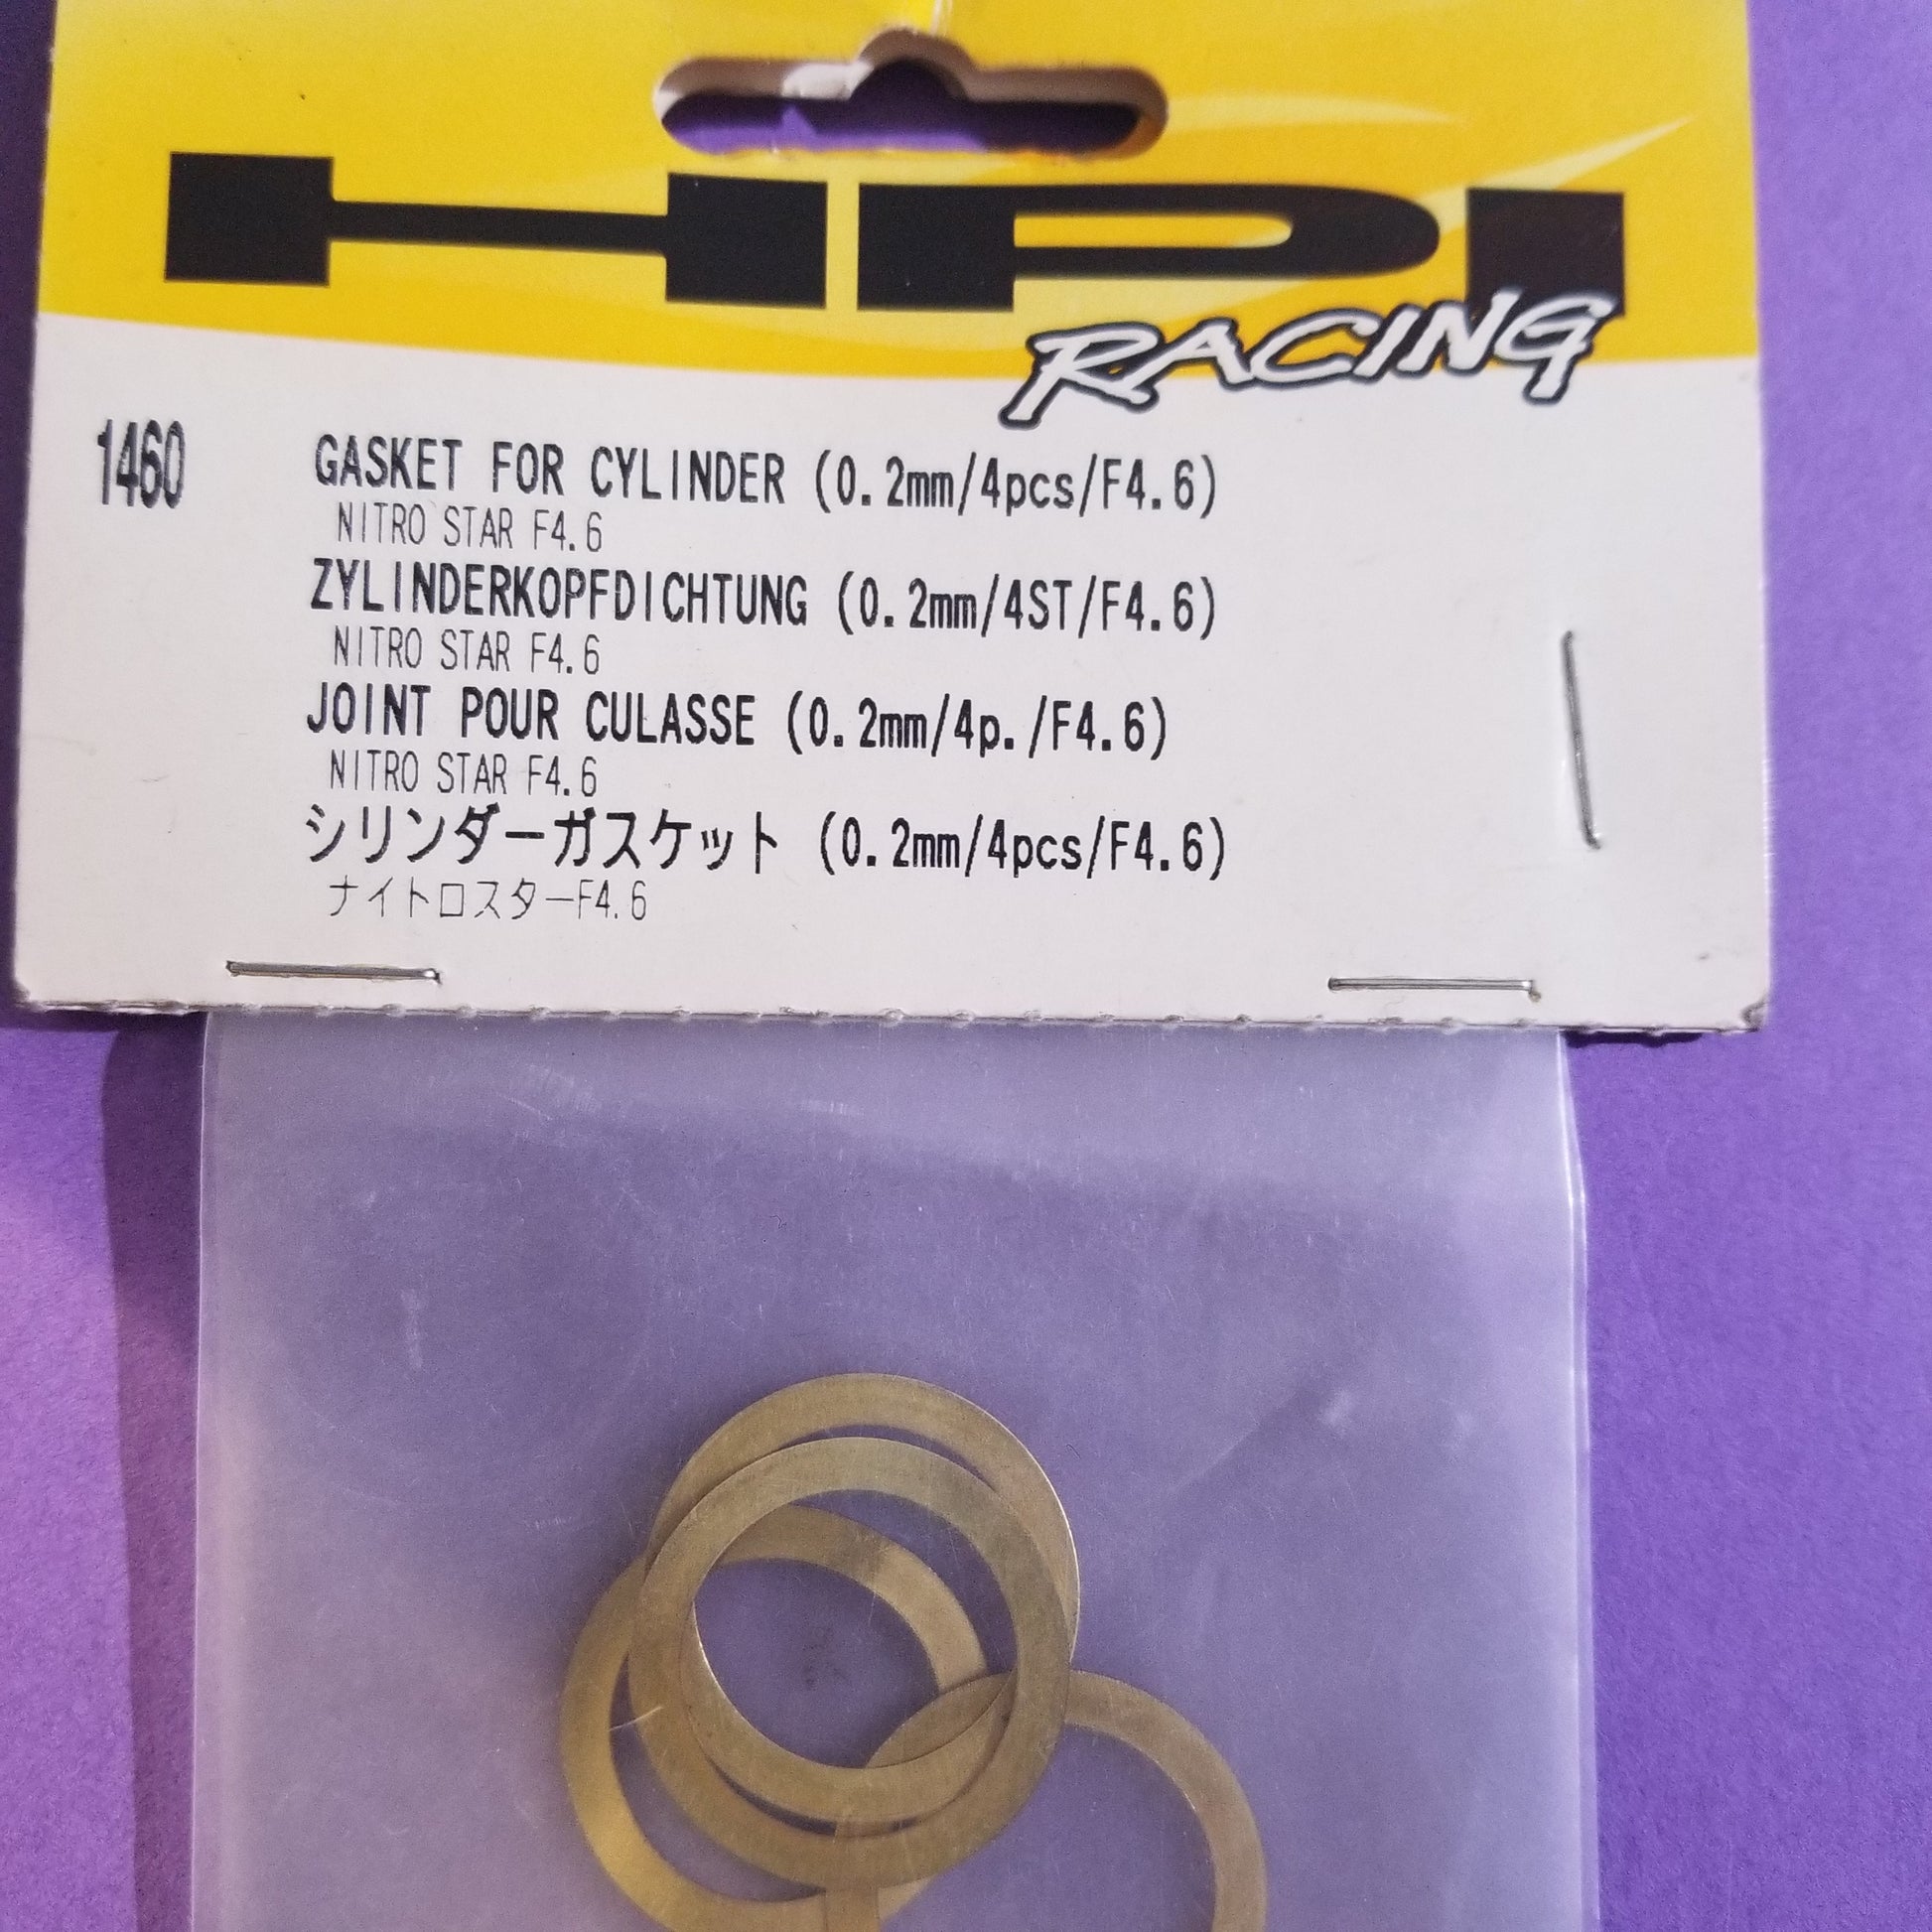 HPI
RACING
1460 GASKET FOR CYLINDER (0.2mm/4pcs/F4.6)
NITRO STAR F4.6
ZYLINDERKOPFDICHTUNG (0.2mm/4ST/F4.6)
NITRO STAR F4.6
JOINT POUR CULASSE (0.2mm/4p./F4.6)
NITRO STAR F4.6
シリンダーガスケット (0.2mm/4pcs/F4.6)
ナイトロスターF4.6